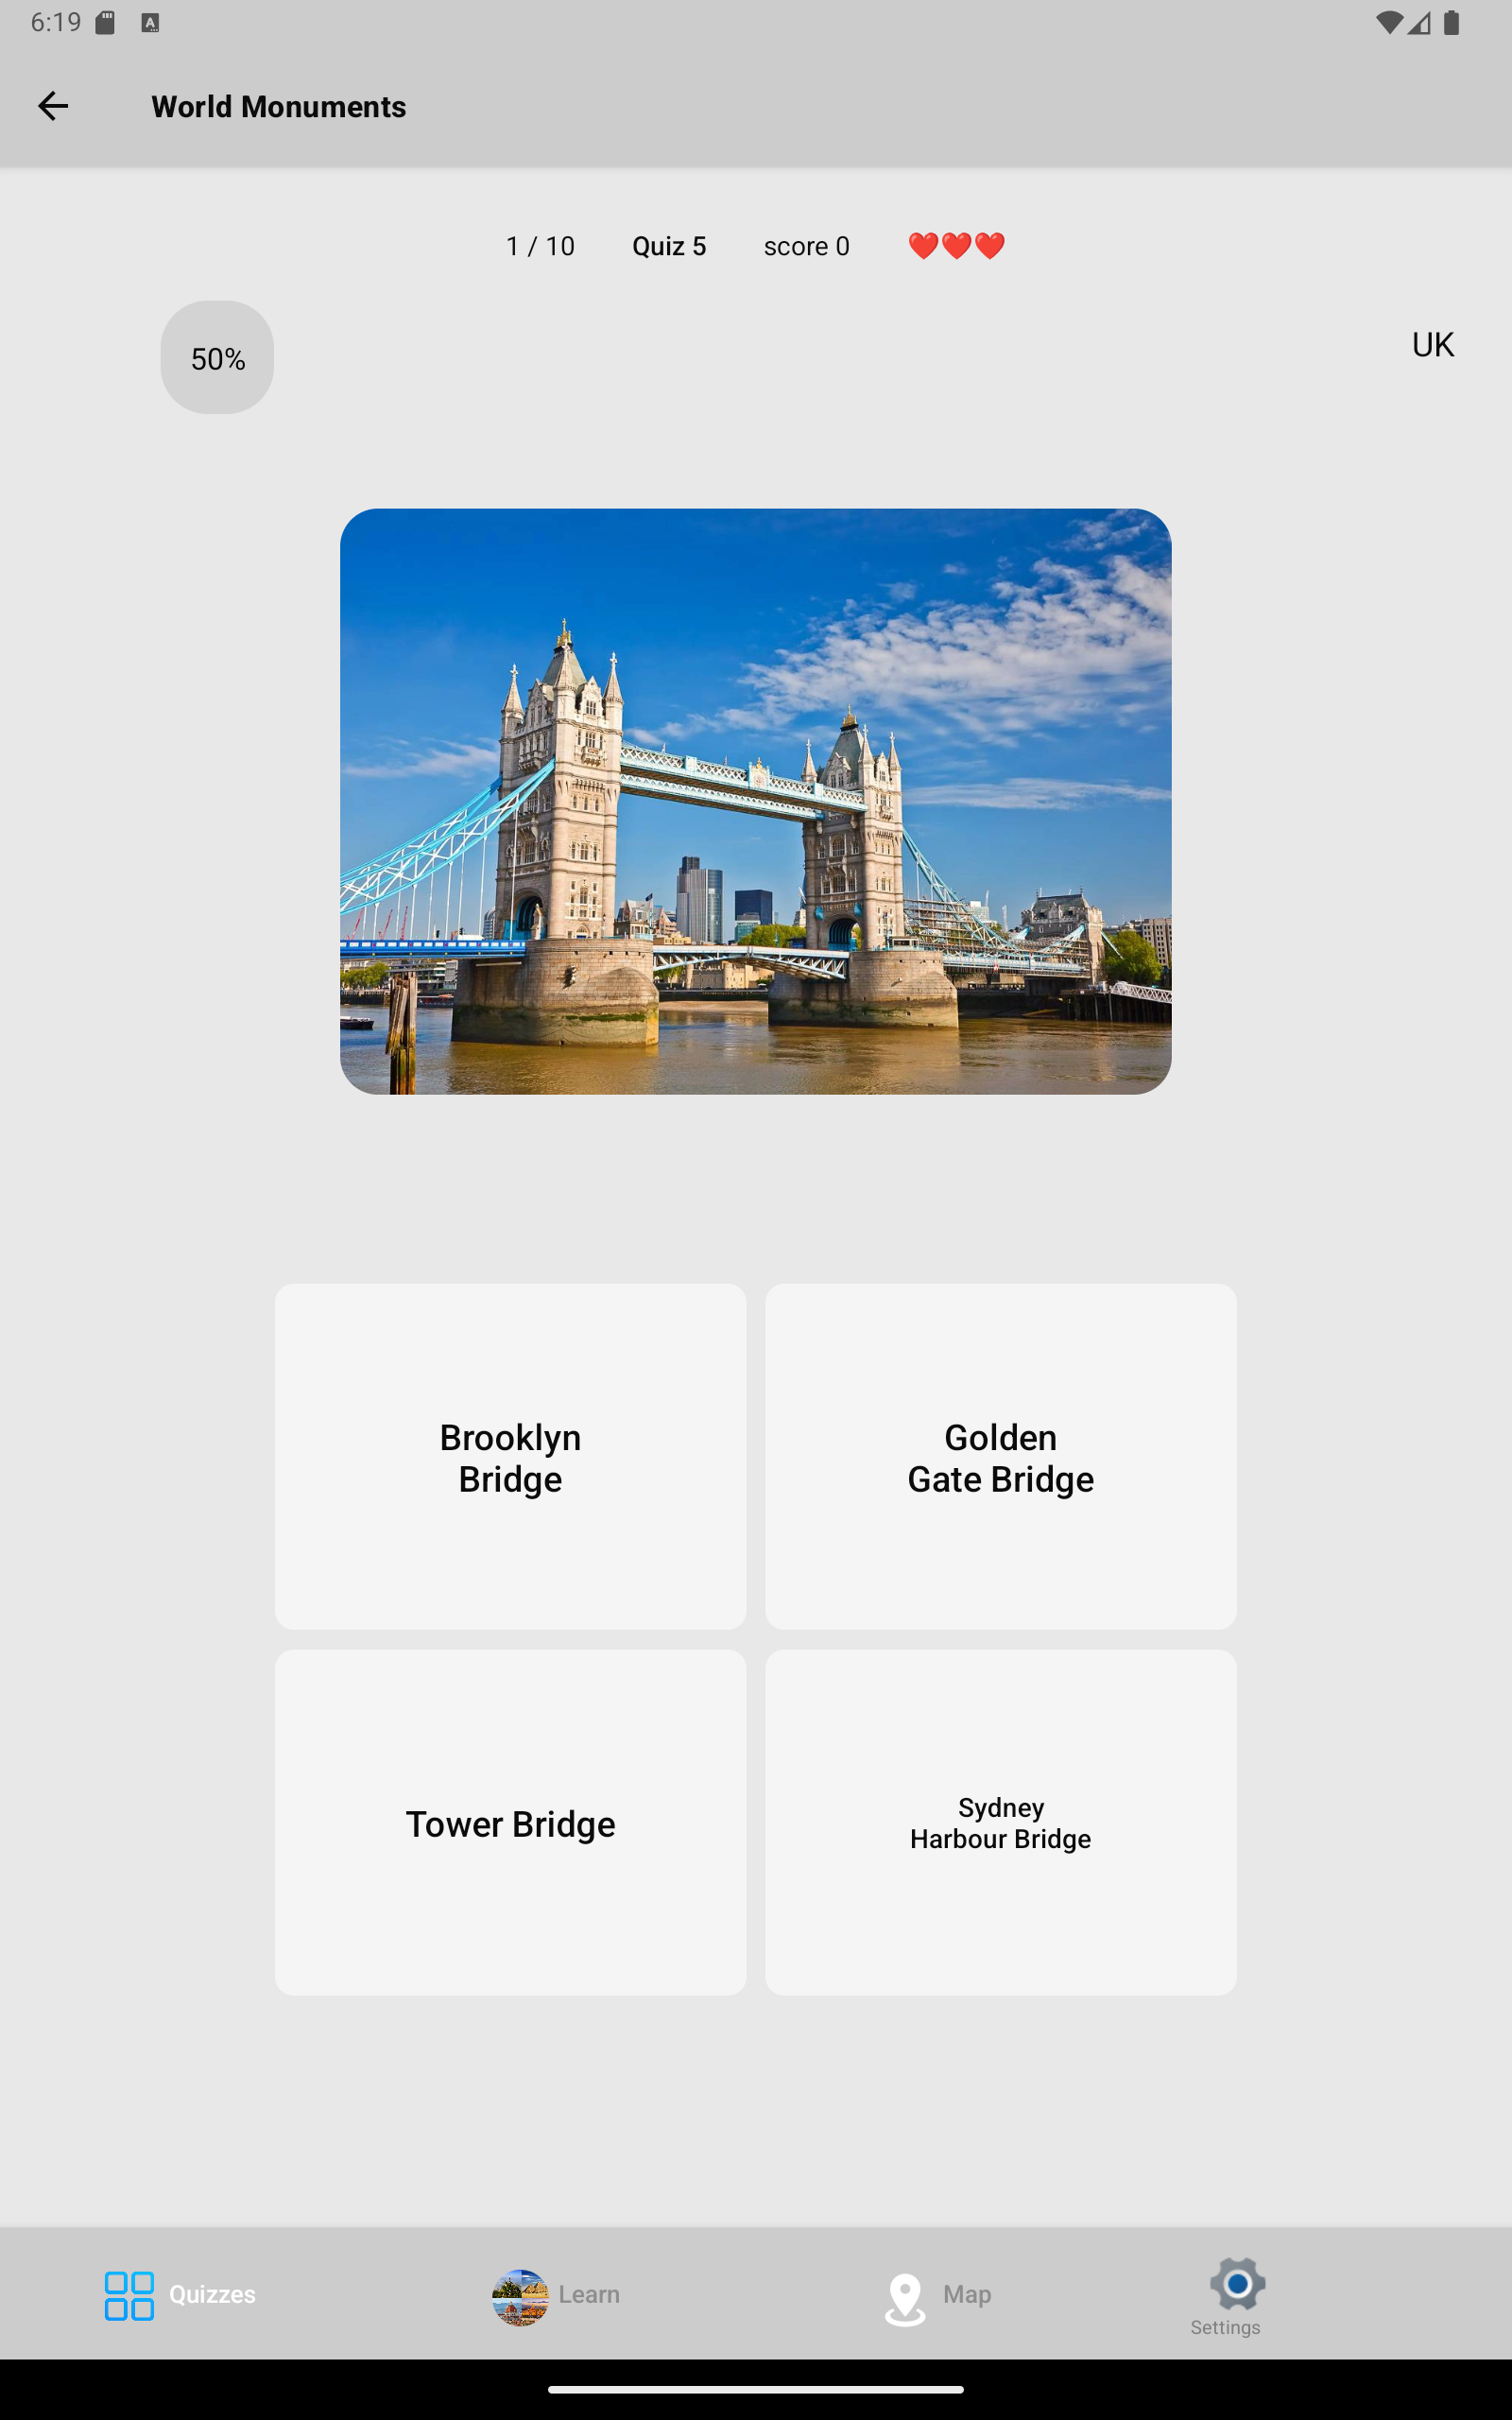 6:19
World Monuments
1 / 10 Quiz 5 score 0 ❤️❤️❤️
50%
UK
Brooklyn
Bridge
Golden
Gate Bridge
Tower Bridge
Sydney
Harbour Bridge
Quizzes
Learn
Map
Settings